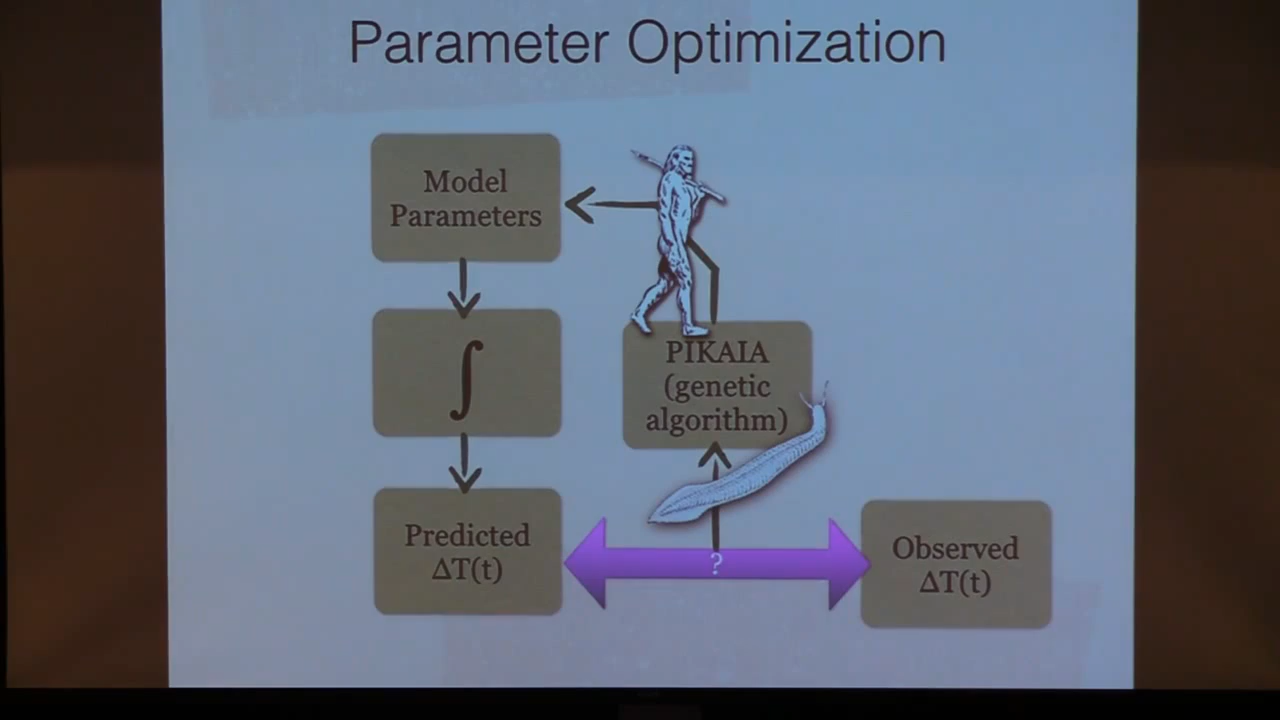 Parameter Optimization
Model
Parameters
∫
PIKAIA
(genetic
algorithm)
Predicted
ΔT(t)
?
Observed
ΔT(t)